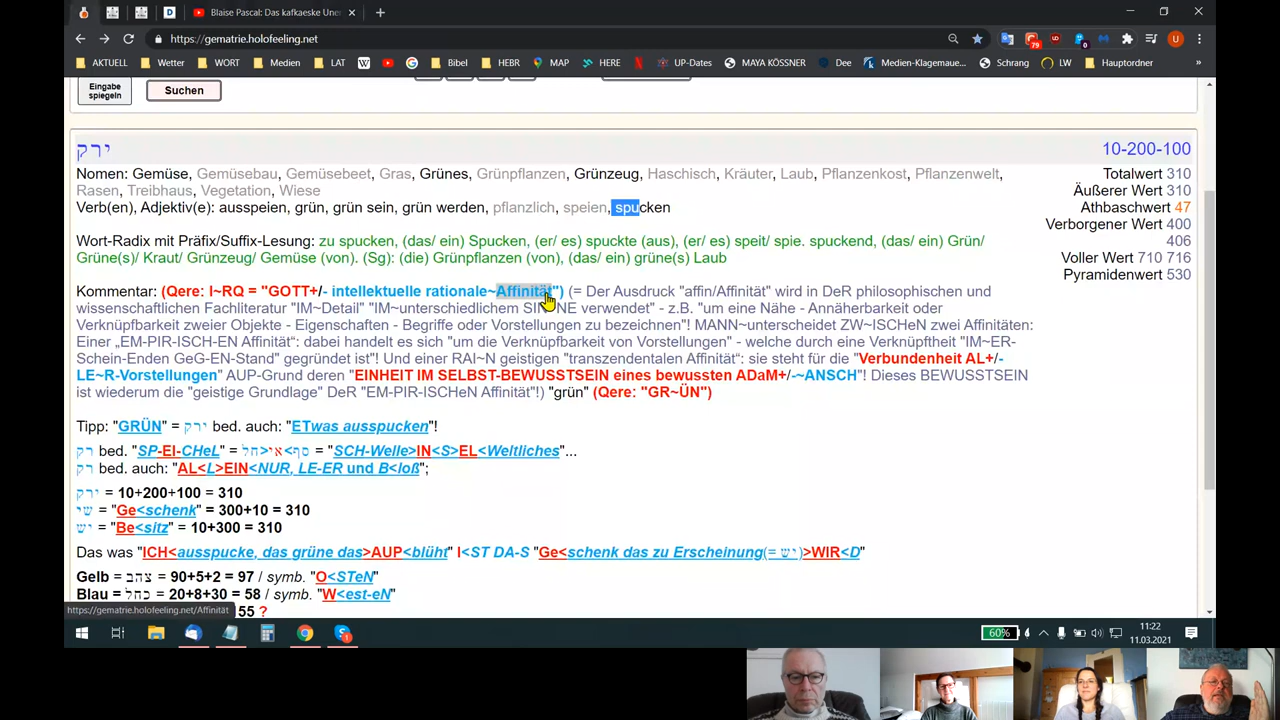 Blaise Pascal: Das kafkaeske Uner
https://gematrie.holofeeling.net
79
0
U
AKTUELL Wetter WORT Medien LAT Bibel HEBR MAP HERE UP-Dates MAYA KÖSSNER Dee Medien-Klagemaue... Schrang LW Hauptordner
Eingabe
spiegeln
Suchen
ירק 10-200-100
Nomen: Gemüse, Gemüsebau, Gemüsebeet, Gras, Grünes, Grünpflanzen, Grünzeug, Haschisch, Kräuter, Laub, Pflanzenkost, Pflanzenwelt,
Rasen, Treibhaus, Vegetation, Wiese
Verb(en), Adjektiv(e): ausspeien, grün, grün sein, grün werden, pflanzlich, speien, spucken
Totalwert 310
Äußerer Wert 310
Athbaschwert 47
Verborgener Wert 400
406
Voller Wert 710 716
Pyramidenwert 530
Wort-Radix mit Präfix/Suffix-Lesung: zu spucken, (das/ ein) Spucken, (er/ es) spuckte (aus), (er/ es) speit/ spie. spuckend, (das/ ein) Grün/
Grüne(s)/ Kraut/ Grünzeug/ Gemüse (von). (Sg): (die) Grünpflanzen (von), (das/ ein) grüne(s) Laub
Kommentar: (Qere: I~RQ = "GOTT+/- intellektuelle rationale~Affinität") (= Der Ausdruck "affin/Affinität" wird in DeR philosophischen und
wissenschaftlichen Fachliteratur "IM~Detail" "IM~unterschiedlichem SINNE verwendet" - z.B. "um eine Nähe - Annäherbarkeit oder
Verknüpfbarkeit zweier Objekte - Eigenschaften - Begriffe oder Vorstellungen zu bezeichnen"! MANN~unterscheidet ZW~ISCHeN zwei Affinitäten:
Einer „EM-PIR-ISCH-EN Affinität“: dabei handelt es sich "um die Verknüpfbarkeit von Vorstellungen" - welche durch eine Verknüftheit "IM~ER-
Schein-Enden GeG-EN-Stand" gegründet ist"! Und einer RAI~N geistigen "transzendentalen Affinität“: sie steht für die "Verbundenheit AL+/-
LE~R-Vorstellungen" AUP-Grund deren "EINHEIT IM SELBST-BEWUSSTSEIN eines bewussten ADaM+/-~ANSCH"! Dieses BEWUSSTSEIN
ist wiederum die "geistige Grundlage" DeR "EM-PIR-ISCHeN Affinität"!) "grün" (Qere: "GR~ÜN")
Tipp: "GRÜN" = ירק bed. auch: "ETwas ausspucken"!
רק bed. "SP-EI-CHeL" = סף>אי<חל = "SCH-Welle>IN<S>EL<Weltliches"...
רק bed. auch: "AL<L>EIN<NUR, LE-ER und B<loß";
ירק = 10+200+100 = 310
שי = "Ge<schenk" = 300+10 = 310
יש = "Be<sitz" = 10+300 = 310
Das was "ICH<ausspucke, das grüne das>AUP<blüht" I<ST DA-S "Ge<schenk das zu Erscheinung(= יש)>WIR<D"
Gelb = צהב = 90+5+2 = 97 / symb. "O<STeN"
Blau = כחל = 20+8+30 = 58 / symb. "W<est-eN"
https://gematrie.holofeeling.net/Affinität
55 ?
60%
11:22
11.03.2021